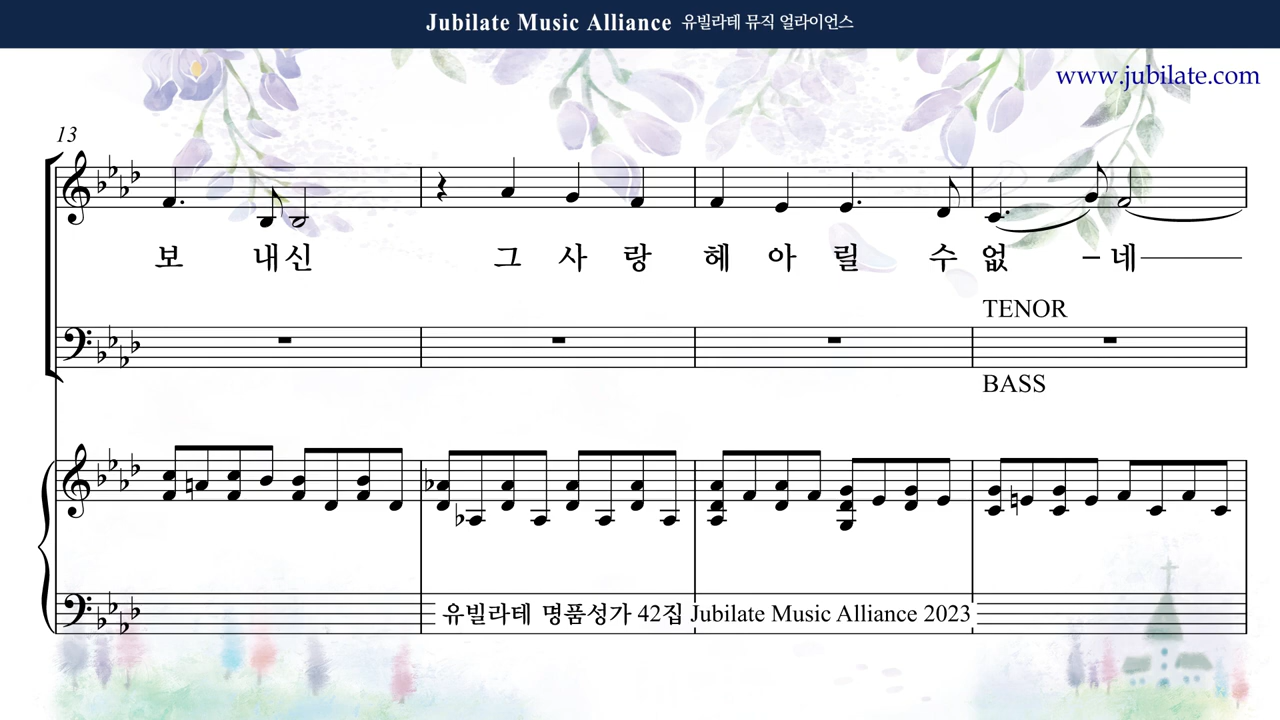 Jubilate Music Alliance 유빌라테 뮤직 얼라이언스
www.jubilate.com
13
보 내신 그 사 랑 헤 아 릴 수 없 - 네
TENOR
BASS
유빌라테 명품성가 42집 Jubilate Music Alliance 2023